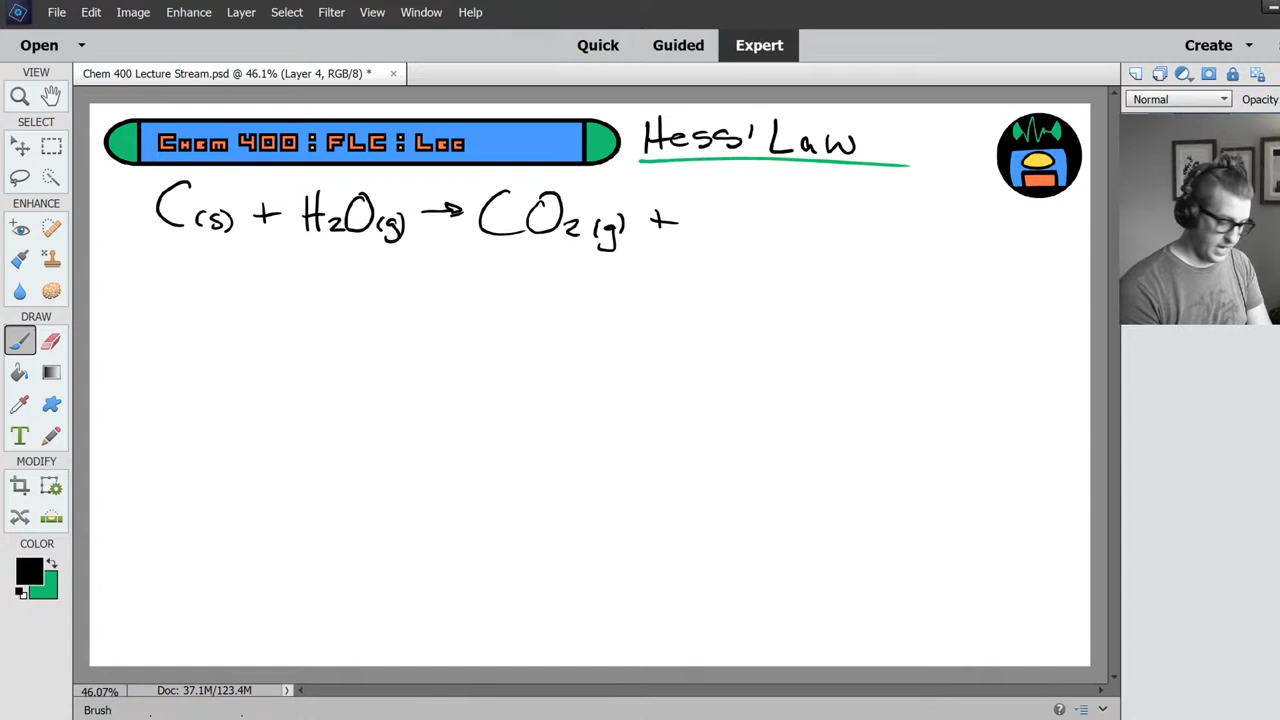 File Edit Image Enhance Layer Select Filter View Window Help
Open Quick Guided Expert Create
VIEW Chem 400 Lecture Stream.psd @ 46.1% (Layer 4, RGB/8) * ×
Normal Opacity
SELECT
Chem 400 : FLC : Lec Hess' Law
ENHANCE
C(s) + H₂O(g) → CO₂(g) +
DRAW
T
MODIFY
COLOR
46.07% Doc: 37.1M/123.4M
Brush